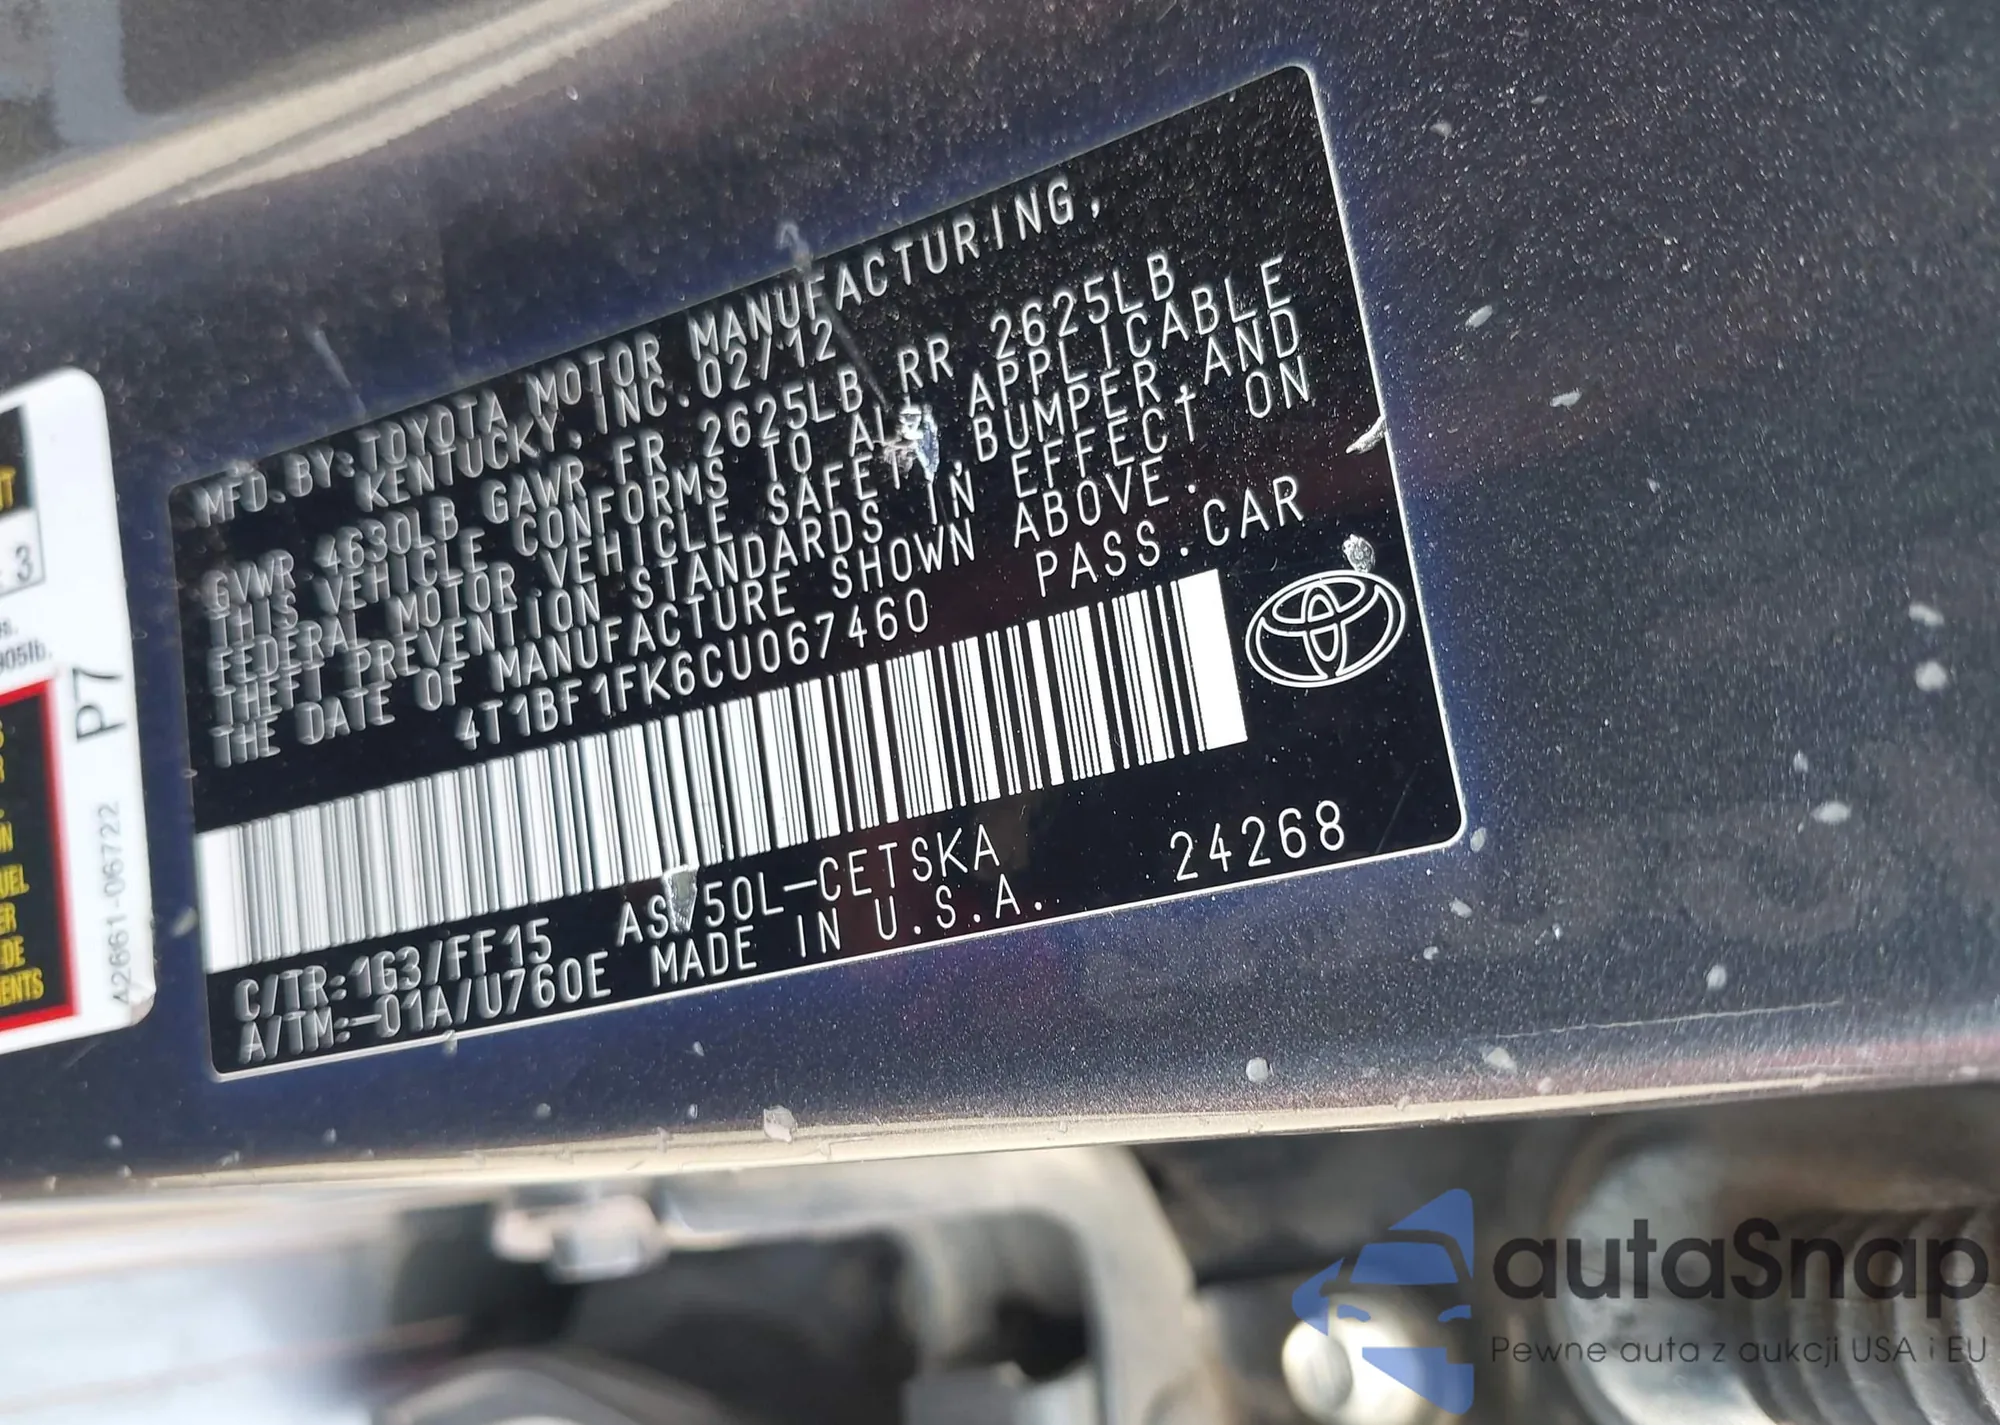 MFD.BY:TOYOTA MOTOR MANUFACTURING,
KENTUCKY,INC.02/12
GVWR 4630LB GAWR FR 2625LB RR 2625LB
THIS VEHICLE CONFORMS TO ALL APPLICABLE
FEDERAL MOTOR VEHICLE SAFETY,BUMPER,AND
THEFT PREVENTION STANDARDS IN EFFECT ON
THE DATE OF MANUFACTURE SHOWN ABOVE.
4T1BF1FK6CU067460 PASS.CAR
C/TR:1G3/FF15 ASV50L-CETSKA 24268
A/TM:-01A/U760E MADE IN U.S.A.
3
905lb.
P7
42661-06722
autaSnap
Pewne auta z aukcji USA i EU